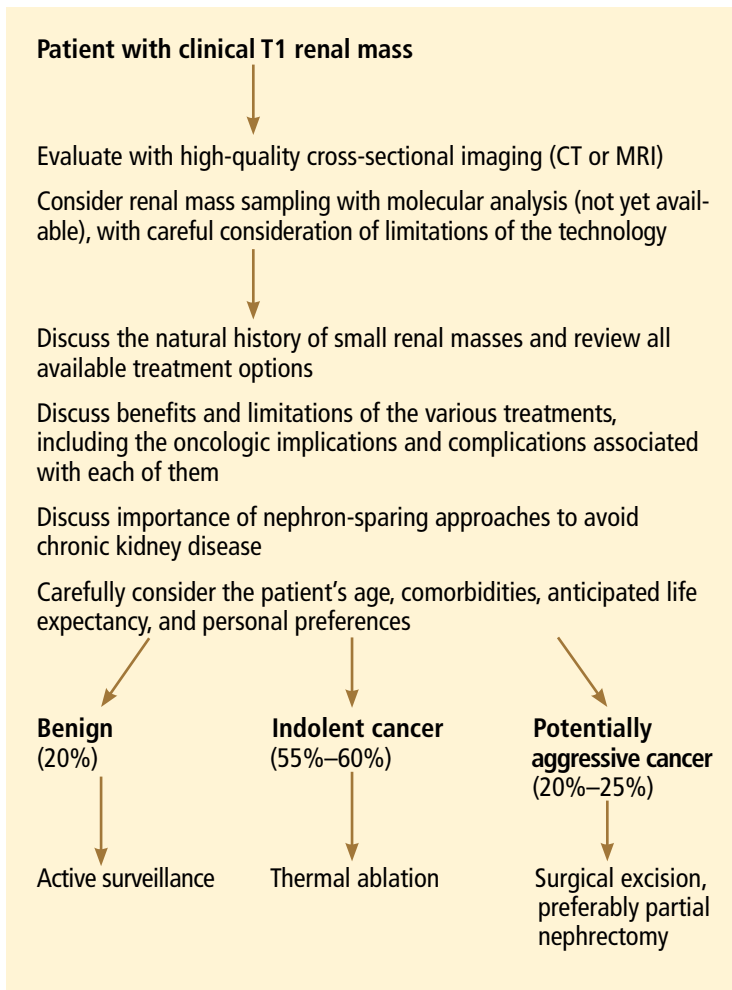 Patient with clinical T1 renal mass
Evaluate with high-quality cross-sectional imaging (CT or MRI)
Consider renal mass sampling with molecular analysis (not yet avail-
able), with careful consideration of limitations of the technology
Discuss the natural history of small renal masses and review all
available treatment options
Discuss benefits and limitations of the various treatments,
including the oncologic implications and complications associated
with each of them
Discuss importance of nephron-sparing approaches to avoid
chronic kidney disease
Carefully consider the patient’s age, comorbidities, anticipated life
expectancy, and personal preferences
Benign
(20%)
Active surveillance
Indolent cancer
(55%–60%)
Thermal ablation
Potentially
aggressive cancer
(20%–25%)
Surgical excision,
preferably partial
nephrectomy